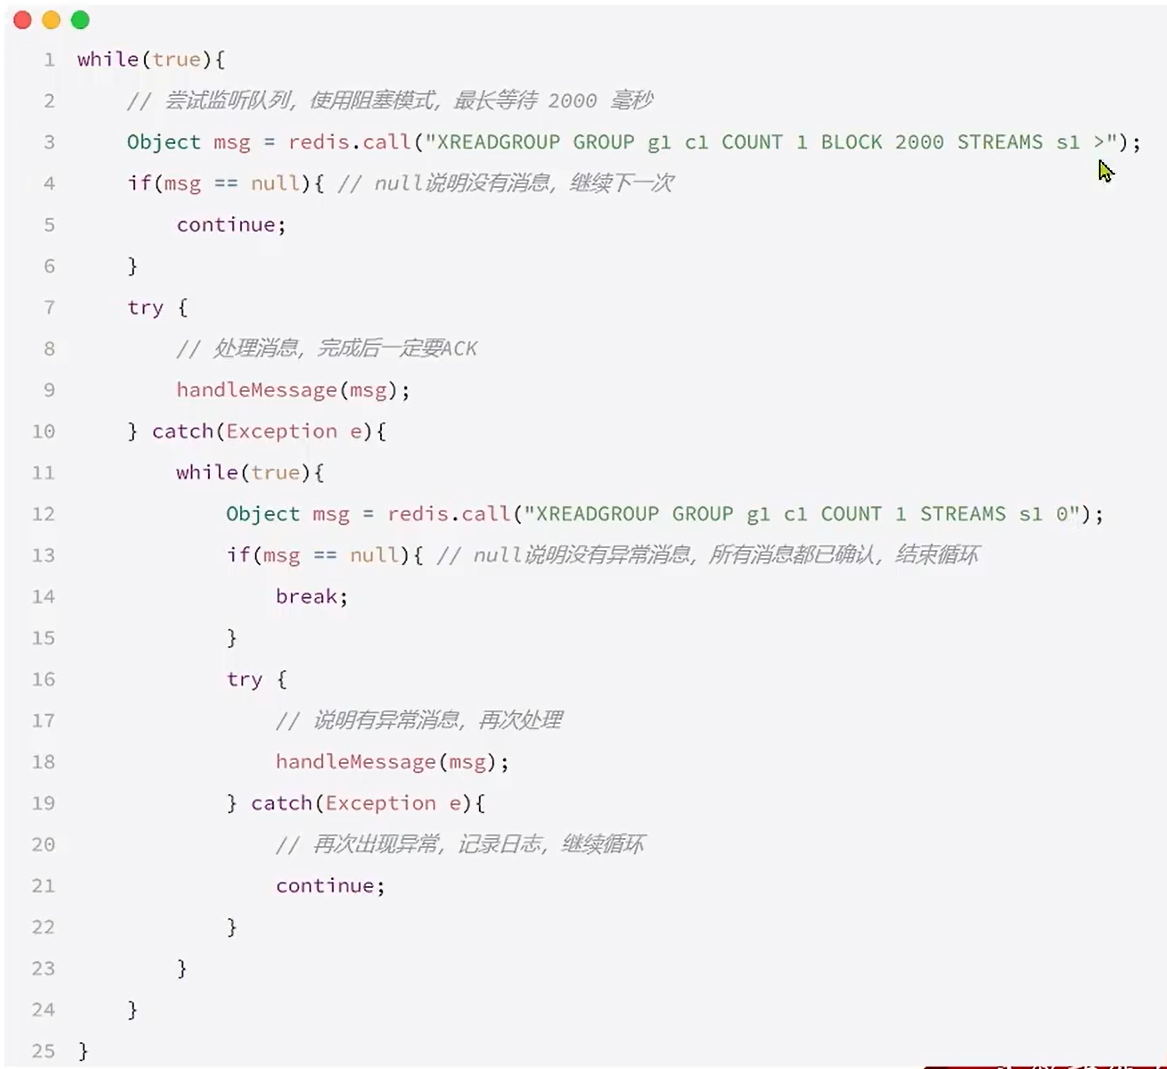 1 while(true){
2 // 尝试监听队列，使用阻塞模式，最长等待 2000 毫秒
3 Object msg = redis.call("XREADGROUP GROUP g1 c1 COUNT 1 BLOCK 2000 STREAMS s1 >");
4 if(msg == null){ // null说明没有消息，继续下一次
5 continue;
6 }
7 try {
8 // 处理消息，完成后一定要ACK
9 handleMessage(msg);
10 } catch(Exception e){
11 while(true){
12 Object msg = redis.call("XREADGROUP GROUP g1 c1 COUNT 1 STREAMS s1 0");
13 if(msg == null){ // null说明没有异常消息，所有消息都已确认，结束循环
14 break;
15 }
16 try {
17 // 说明有异常消息，再次处理
18 handleMessage(msg);
19 } catch(Exception e){
20 // 再次出现异常，记录日志，继续循环
21 continue;
22 }
23 }
24 }
25 }